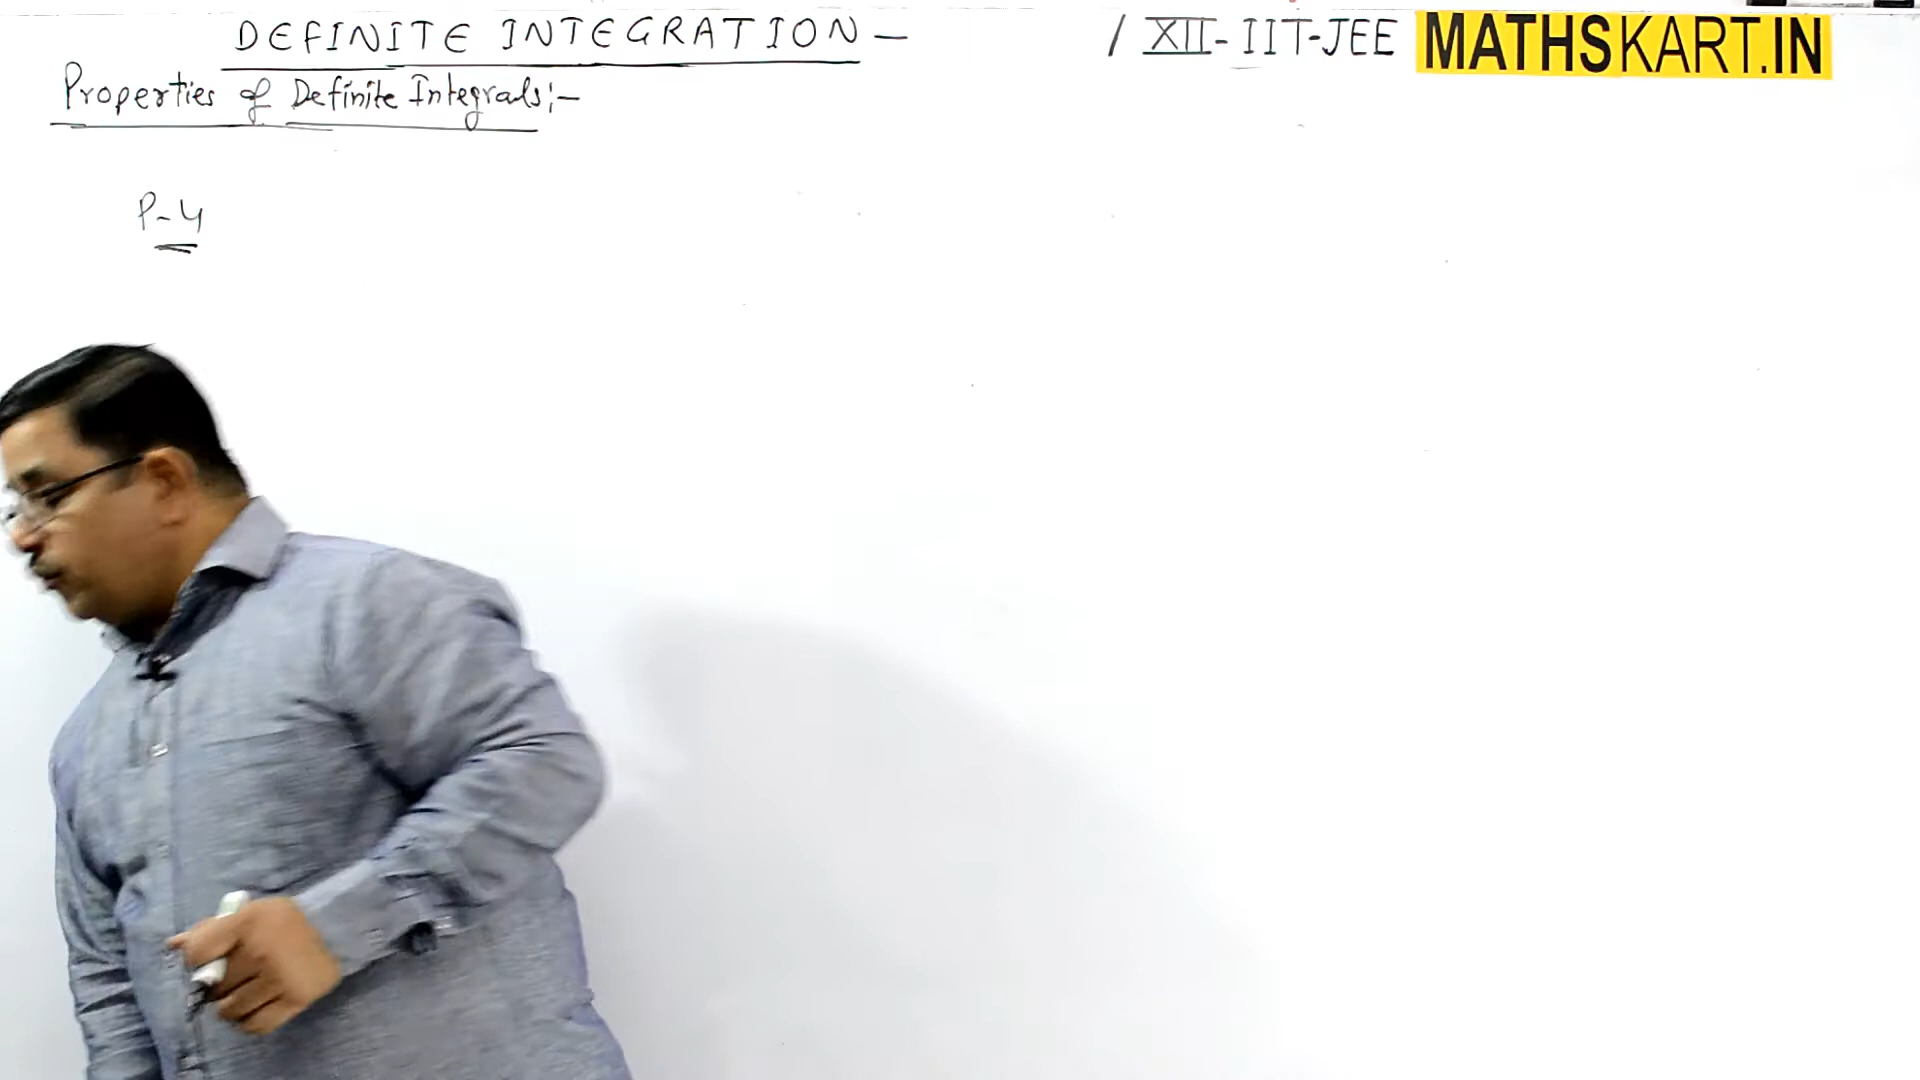 DEFINITE INTEGRATION - / XII-IIT-JEE MATHSKART.IN
Properties of Definite Integrals:-
P-4